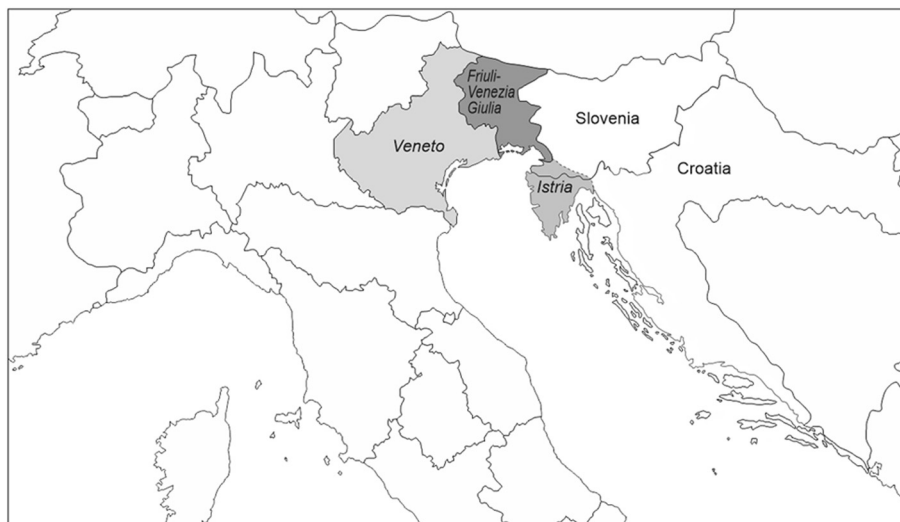 Friuli-
Venezia
Giulia
Slovenia
Veneto
Croatia
Istria